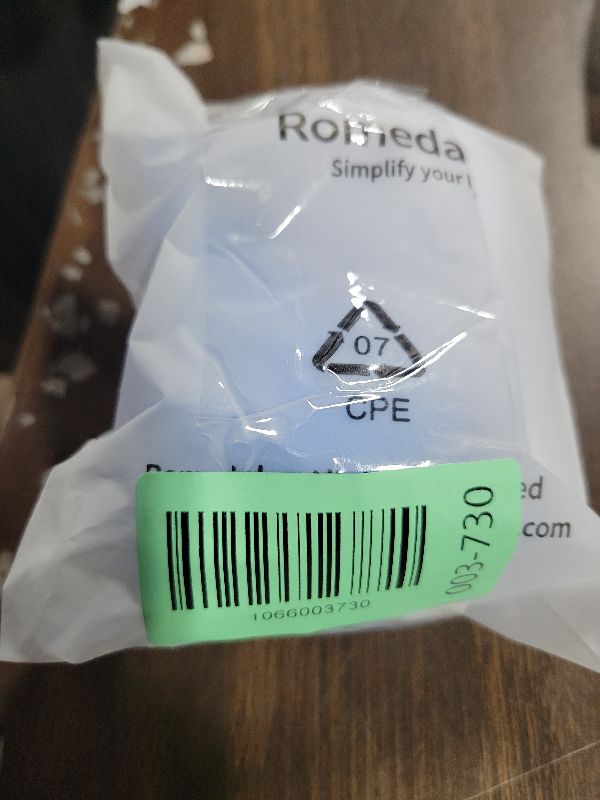 Romeda
Simplify your
07
CPE
ed
.com
003-730
1066003730